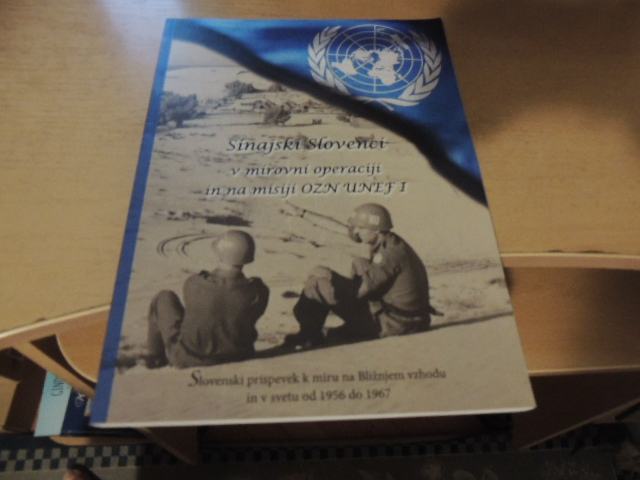 Sinajski Slovenci
v mirovni operaciji
in na misiji OZN UNEF I
Slovenski prispevek k miru na Bližnjem vzhodu
in v svetu od 1956 do 1967